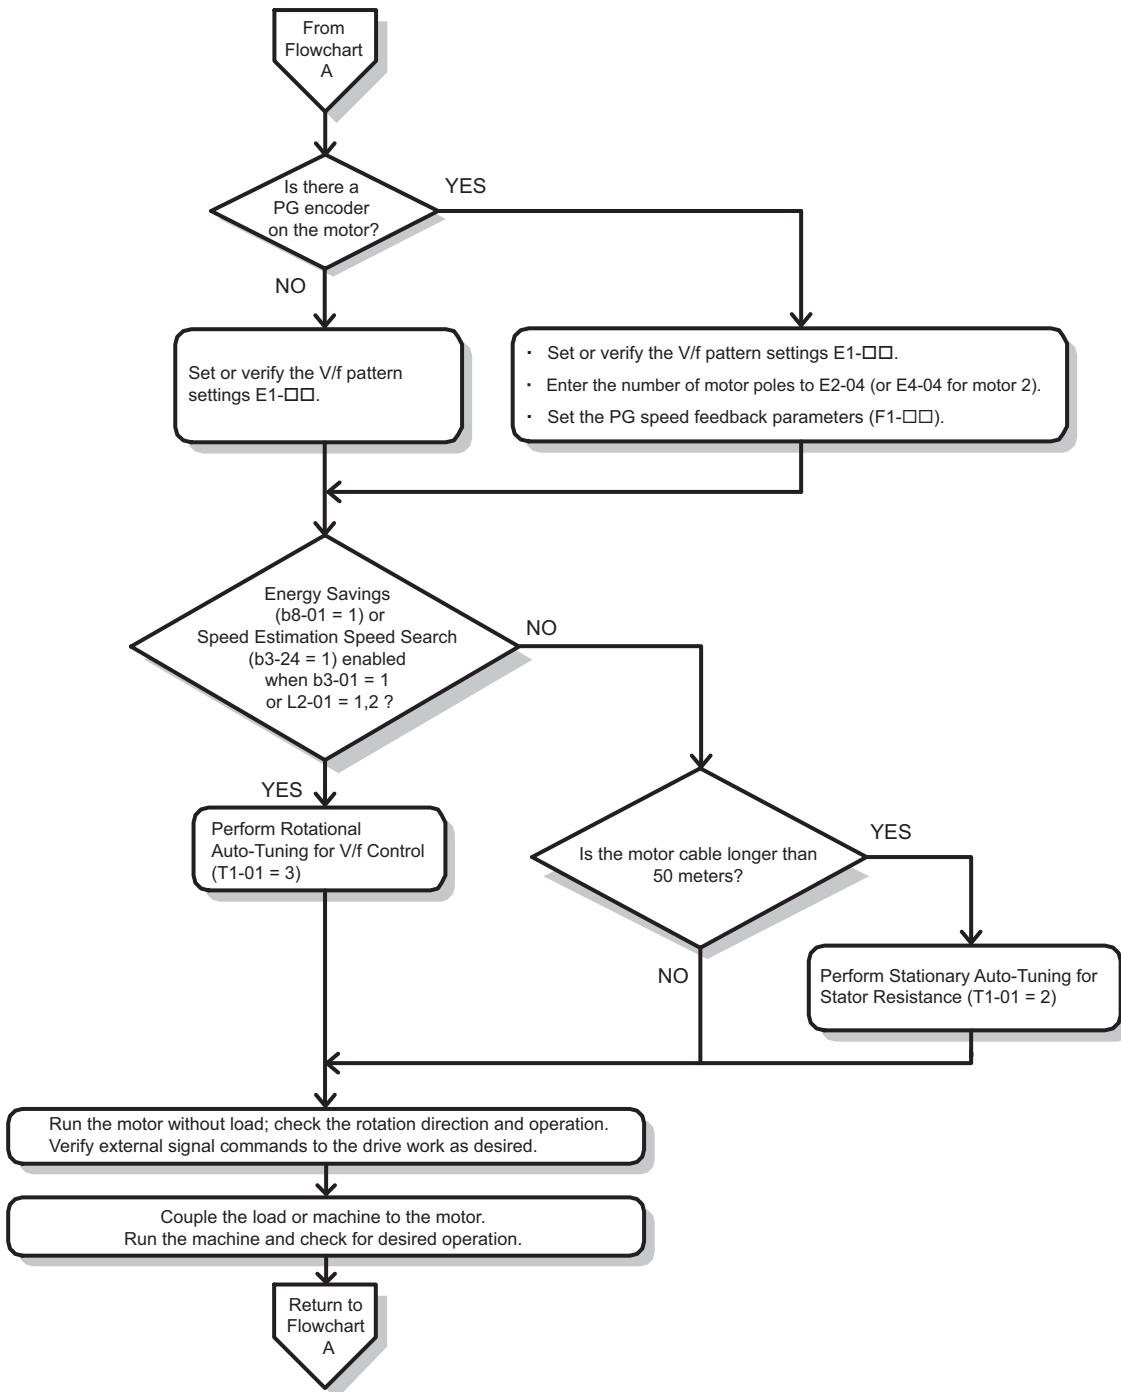 From
Flowchart
A
Is there a
PG encoder
on the motor?
YES
NO
Set or verify the V/f pattern
settings E1-□□.
· Set or verify the V/f pattern settings E1-□□.
· Enter the number of motor poles to E2-04 (or E4-04 for motor 2).
· Set the PG speed feedback parameters (F1-□□).
Energy Savings
(b8-01 = 1) or
Speed Estimation Speed Search
(b3-24 = 1) enabled
when b3-01 = 1
or L2-01 = 1,2 ?
NO
YES
Perform Rotational
Auto-Tuning for V/f Control
(T1-01 = 3)
Is the motor cable longer than
50 meters?
YES
NO
Perform Stationary Auto-Tuning for
Stator Resistance (T1-01 = 2)
Run the motor without load; check the rotation direction and operation.
Verify external signal commands to the drive work as desired.
Couple the load or machine to the motor.
Run the machine and check for desired operation.
Return to
Flowchart
A